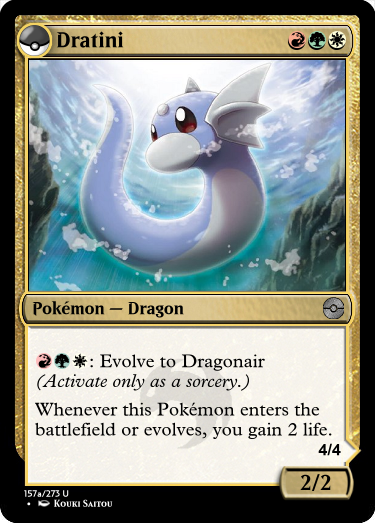 Dratini
Pokémon — Dragon
: Evolve to Dragonair
(Activate only as a sorcery.)
Whenever this Pokémon enters the
battlefield or evolves, you gain 2 life.
4/4
2/2
157a/273 U
• Kouki Saitou